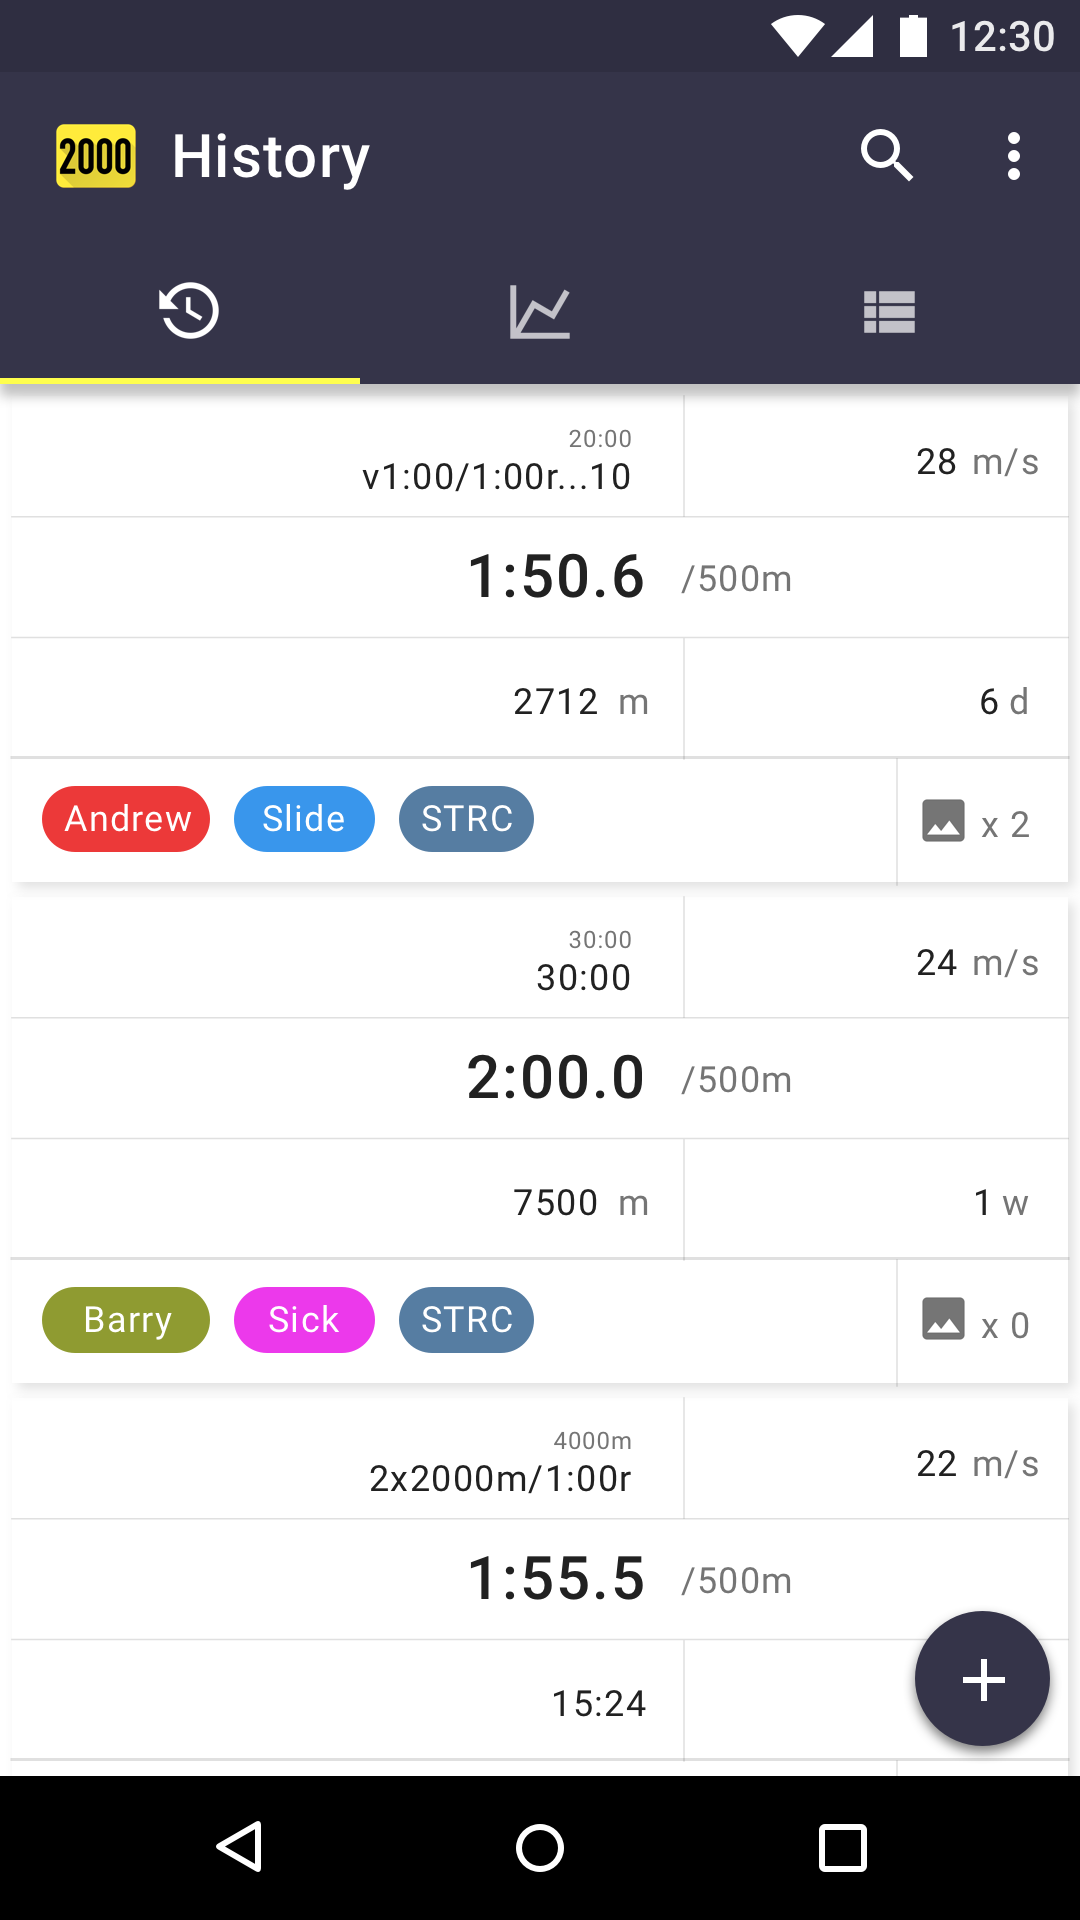 12:30
2000 History
20:00
v1:00/1:00r...10 28 m/s
1:50.6 /500m
2712 m 6 d
Andrew Slide STRC x 2
30:00
30:00 24 m/s
2:00.0 /500m
7500 m 1 w
Barry Sick STRC x 0
4000m
2x2000m/1:00r 22 m/s
1:55.5 /500m
15:24